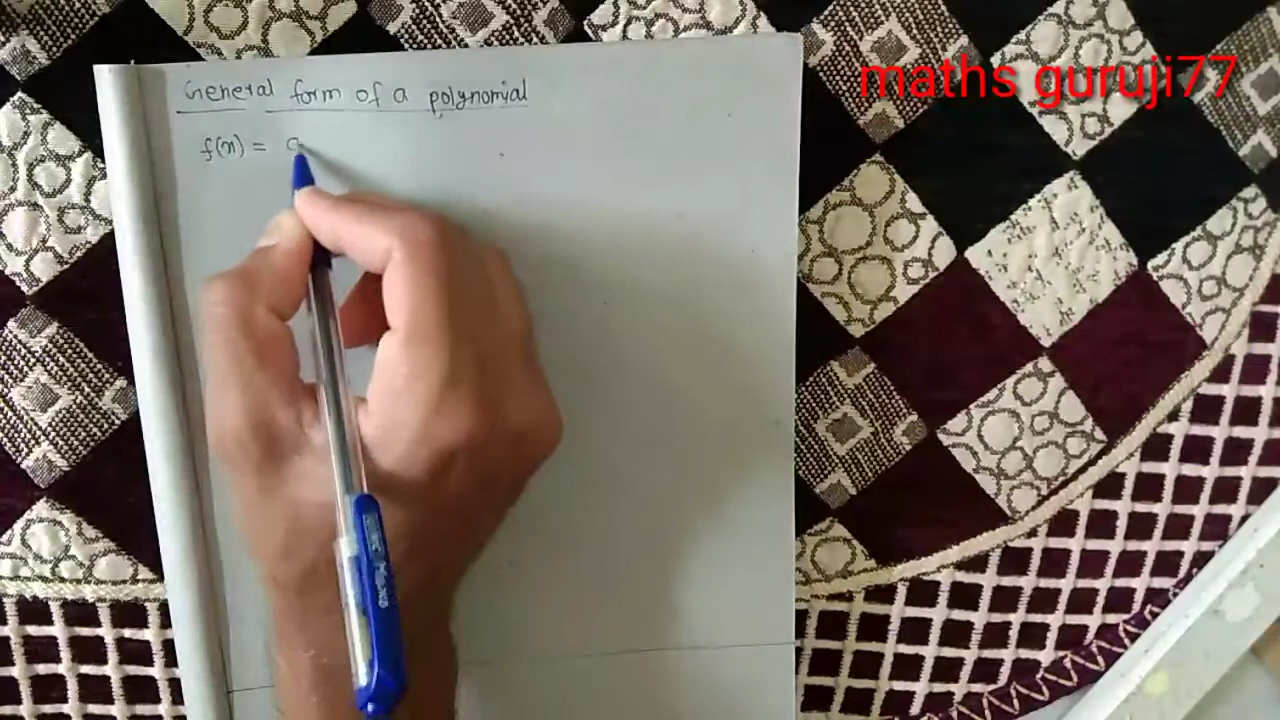 maths guruji77
General form of a polynomial
f(x) = a